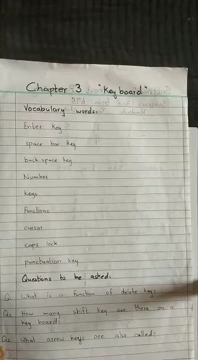 Chapter 3 "Key board"
Vocabulary words:
Enter key
space bar key
back space key
Number
keys
Functions
cursor
caps lock
punctuation key
Questions to be asked.
Q1 What is a function of delete key.
Q2 How many shift key are there on a
key board?
Q3 What arrow keys are also called?